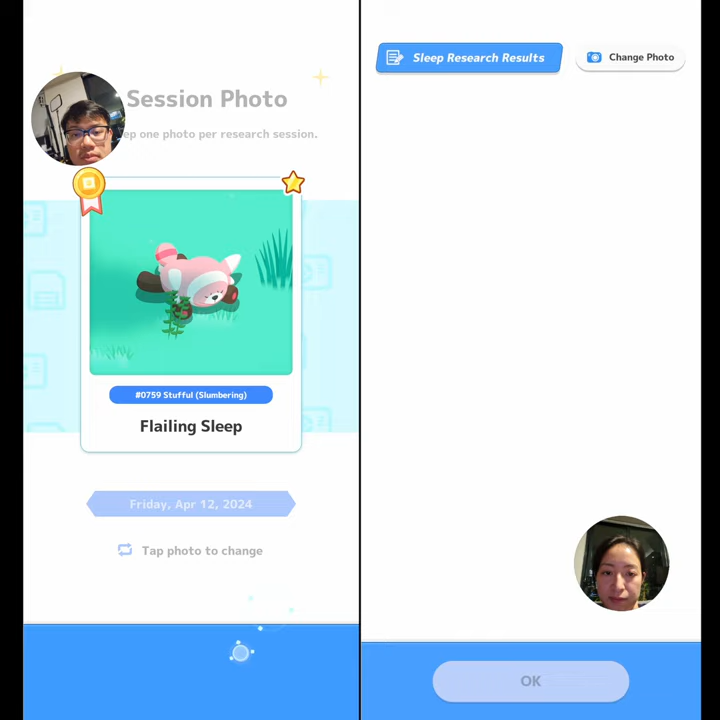 Session Photo
ep one photo per research session.
#0759 Stufful (Slumbering)
Flailing Sleep
Friday, Apr 12, 2024
Tap photo to change
Sleep Research Results
Change Photo
OK